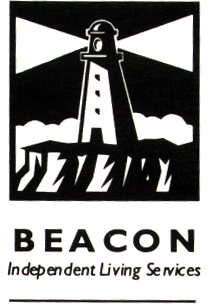 BEACON
Independent Living Services